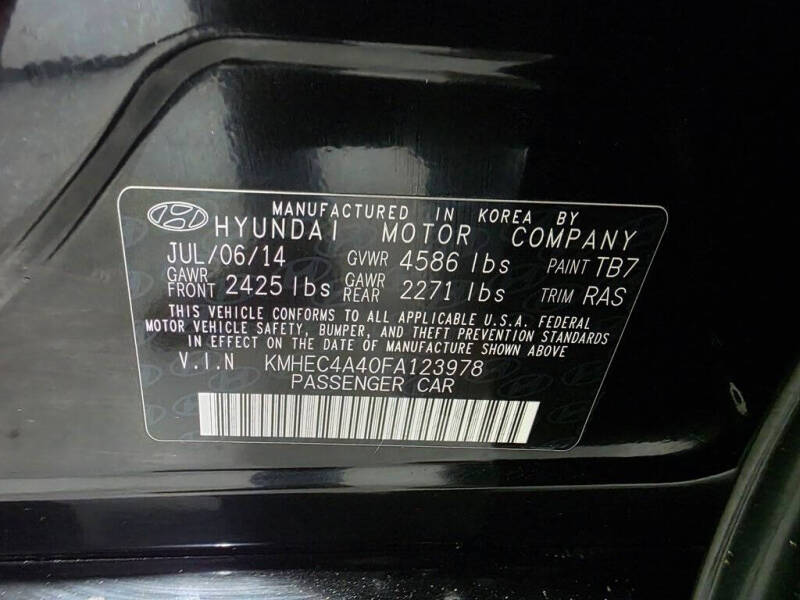 MANUFACTURED IN KOREA BY
HYUNDAI MOTOR COMPANY
JUL/06/14 GVWR 4586 lbs PAINT TB7
GAWR FRONT 2425 lbs GAWR REAR 2271 lbs TRIM RAS
THIS VEHICLE CONFORMS TO ALL APPLICABLE U.S.A. FEDERAL
MOTOR VEHICLE SAFETY, BUMPER, AND THEFT PREVENTION STANDARDS
IN EFFECT ON THE DATE OF MANUFACTURE SHOWN ABOVE
V.I.N KMHEC4A40FA123978
PASSENGER CAR